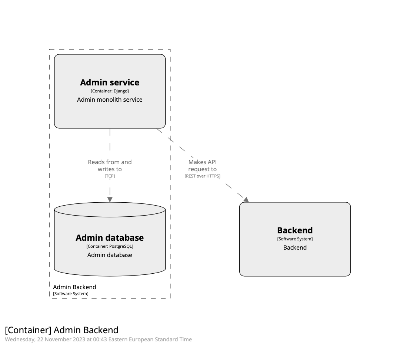 Admin service
[Container: Django]
Admin monolith service
Reads from and
writes to
[TCP]
Makes API
request to
[REST over HTTPS]
Admin database
[Container: PostgreSQL]
Admin database
Backend
[Software System]
Backend
Admin Backend
[Software System]
[Container] Admin Backend
Wednesday, 22 November 2023 at 00:43 Eastern European Standard Time